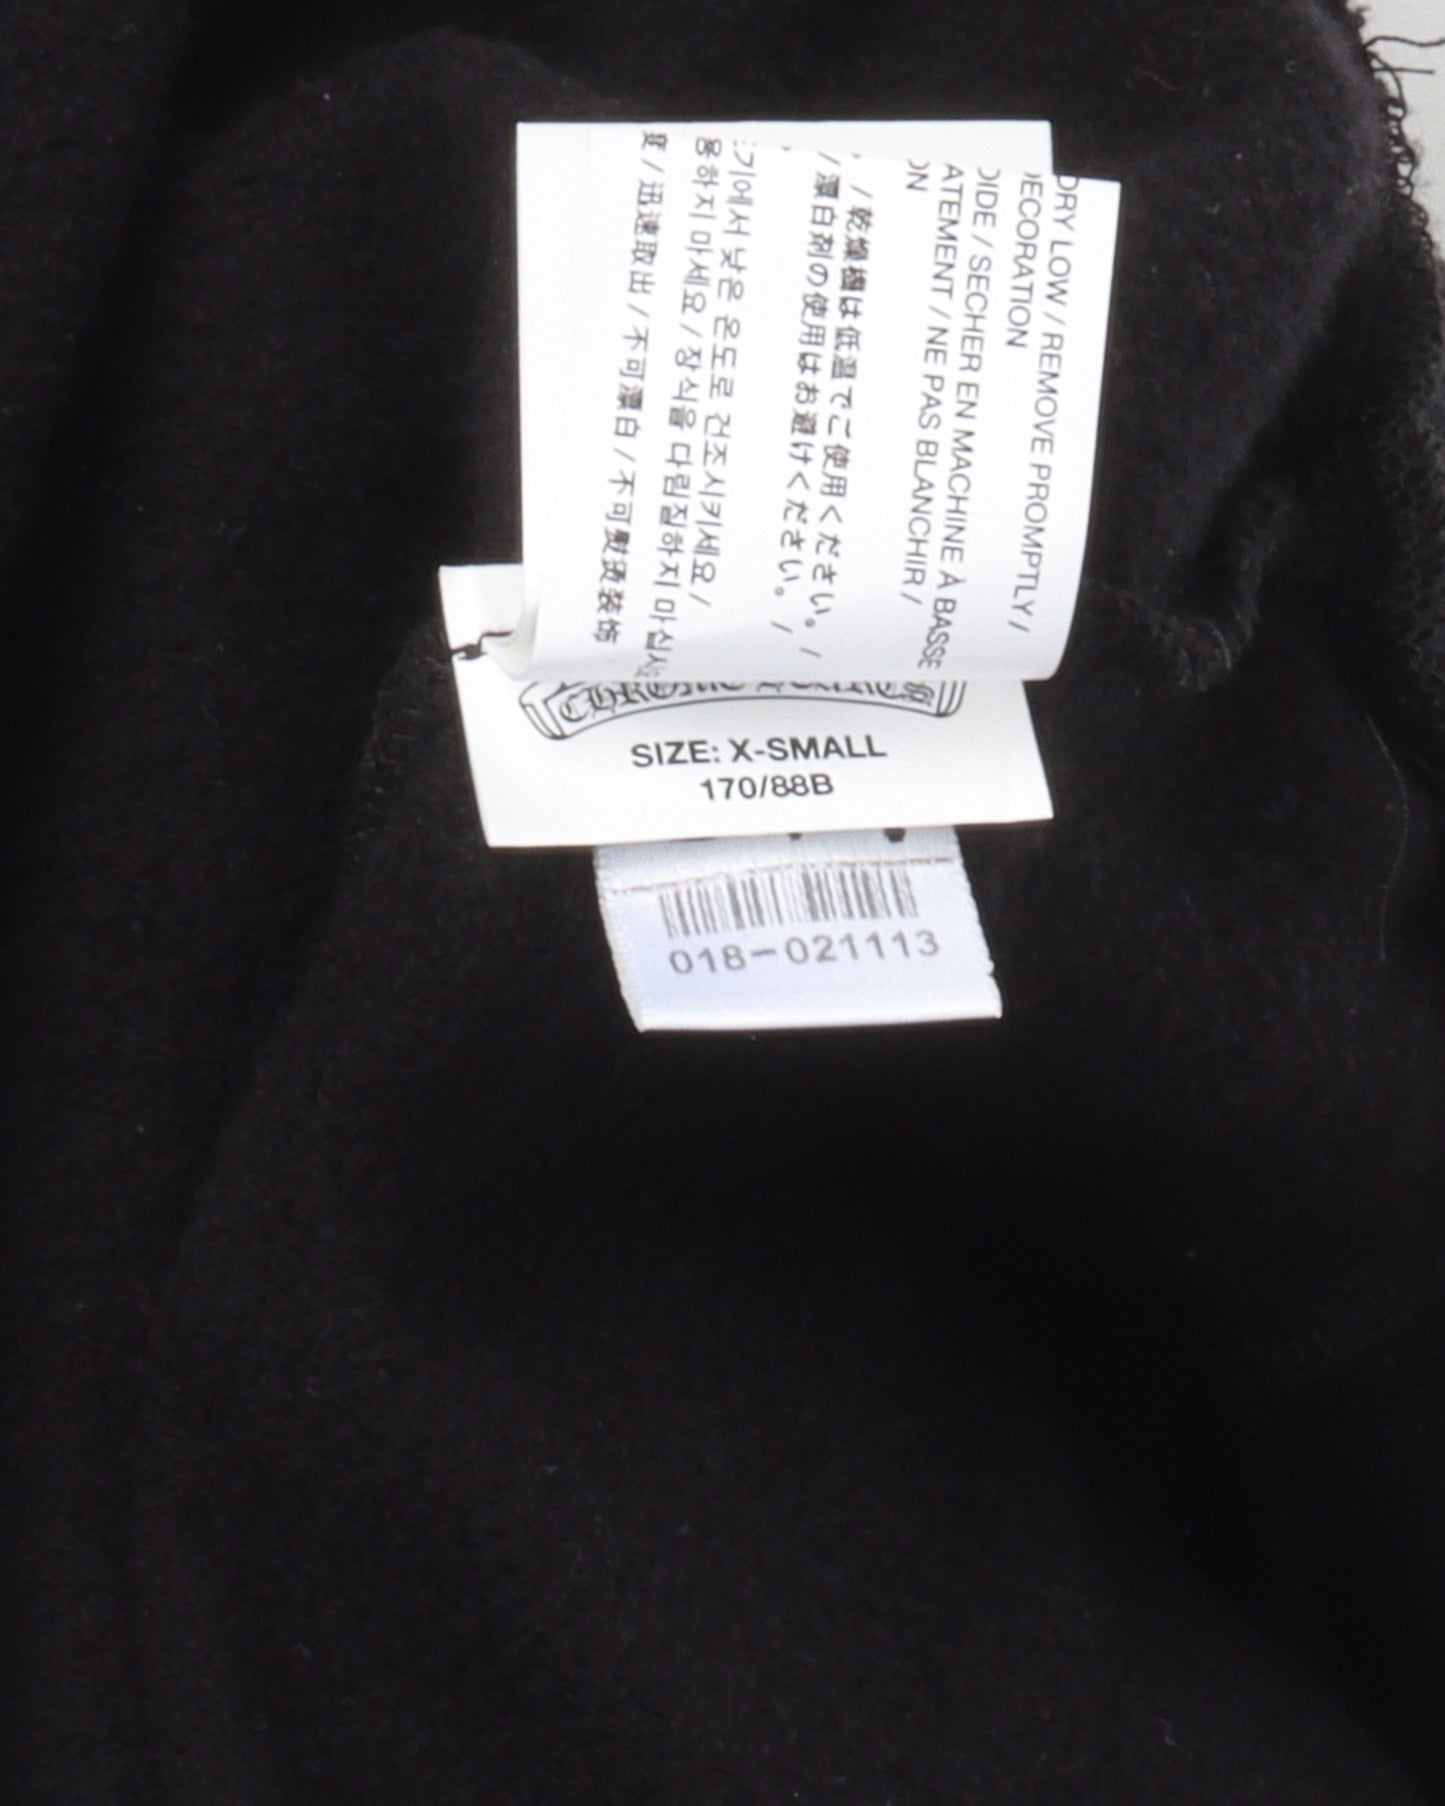 DRY LOW / REMOVE PROMPTLY /
DECORATION
SECHER EN MACHINE À BASSE
ATEMENT / NE PAS BLANCHIR /
ON
/ 乾燥機は低温でご使用ください。 /
/ 漂白剤の使用はお避けください。 /
기에서 낮은 온도로 건조시키세요 /
용하지 마세요 / 장식을 다림질하지 마십시
度 / 迅速取出 / 不可漂白 / 不可熨烫装饰
CHROME HEARTS
SIZE: X-SMALL
170/88B
018-021113